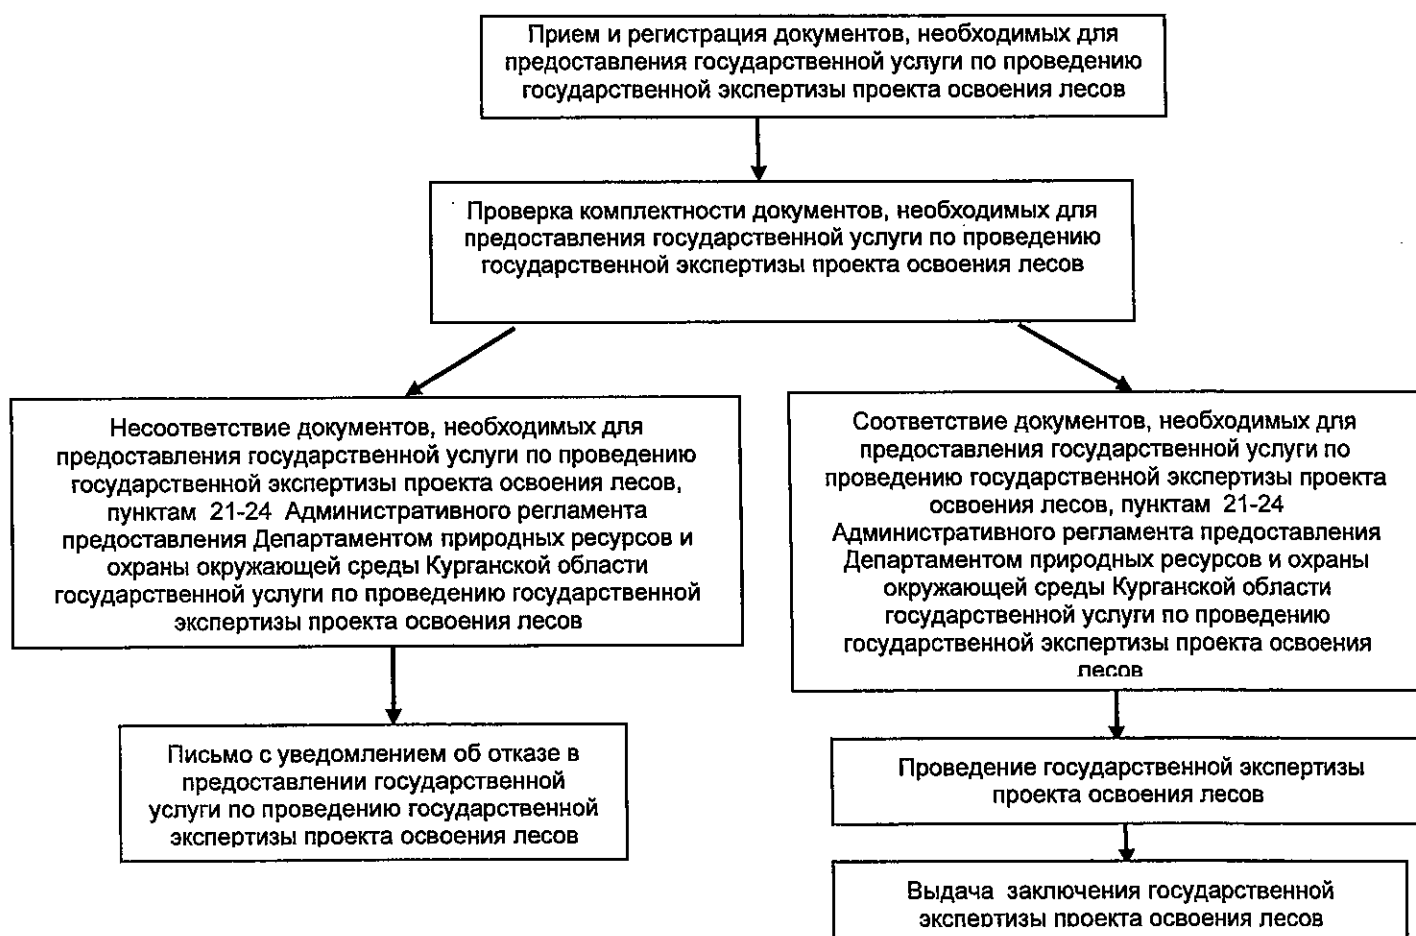 Прием и регистрация документов, необходимых для
предоставления государственной услуги по проведению
государственной экспертизы проекта освоения лесов
Проверка комплектности документов, необходимых для
предоставления государственной услуги по проведению
государственной экспертизы проекта освоения лесов
Несоответствие документов, необходимых для
предоставления государственной услуги по проведению
государственной экспертизы проекта освоения лесов,
пунктам 21-24 Административного регламента
предоставления Департаментом природных ресурсов и
охраны окружающей среды Курганской области
государственной услуги по проведению государственной
экспертизы проекта освоения лесов
Соответствие документов, необходимых для
предоставления государственной услуги по
проведению государственной экспертизы проекта
освоения лесов, пунктам 21-24
Административного регламента предоставления
Департаментом природных ресурсов и охраны
окружающей среды Курганской области
государственной услуги по проведению
государственной экспертизы проекта освоения
лесов
Письмо с уведомлением об отказе в
предоставлении государственной
услуги по проведению государственной
экспертизы проекта освоения лесов
Проведение государственной экспертизы
проекта освоения лесов
Выдача заключения государственной
экспертизы проекта освоения лесов